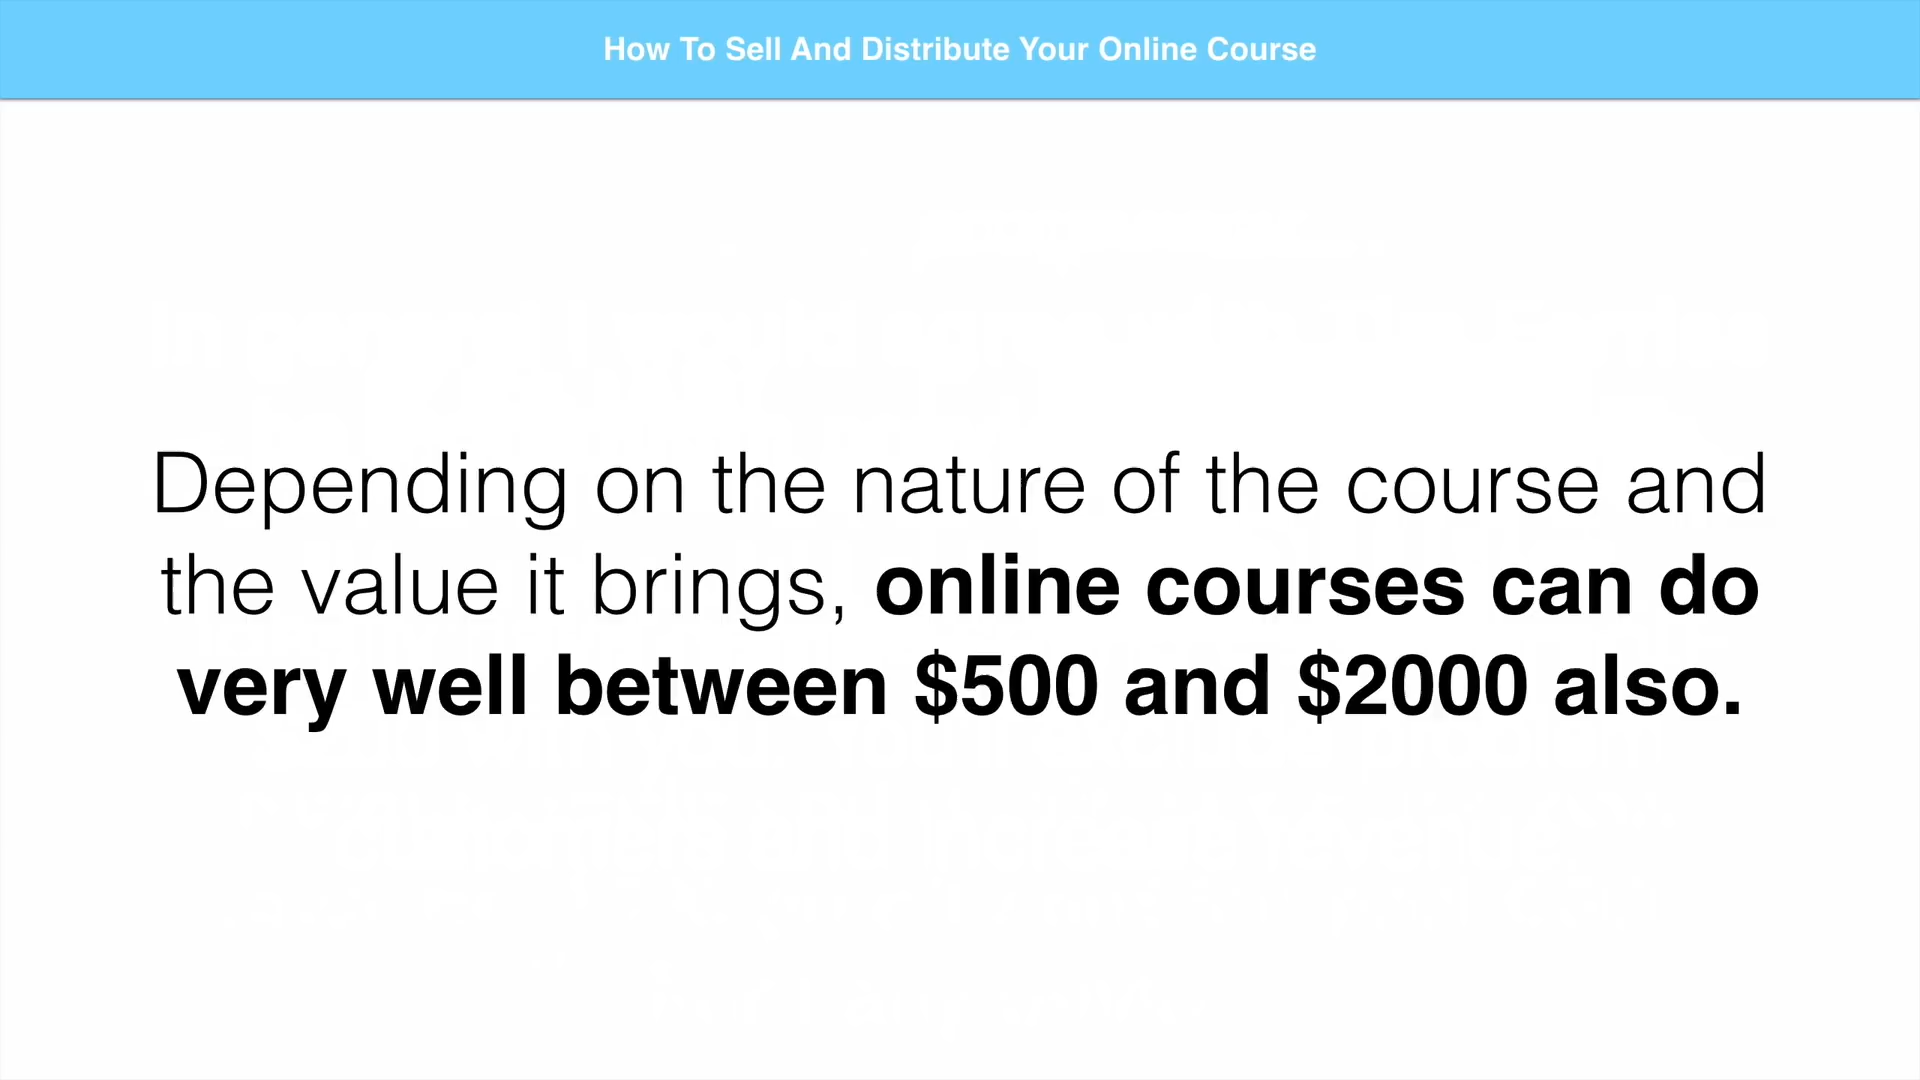 How To Sell And Distribute Your Online Course
Depending on the nature of the course and
the value it brings, online courses can do
very well between $500 and $2000 also.